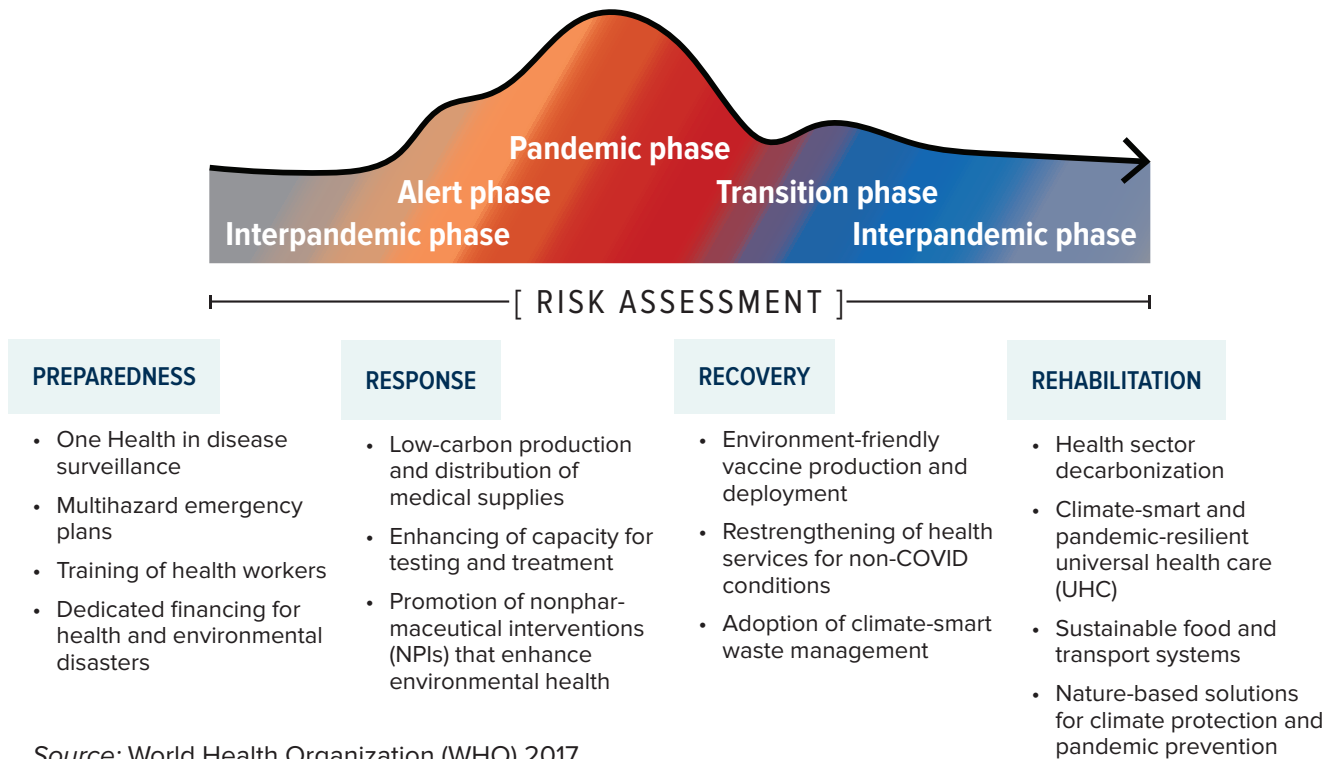 Pandemic phase
Alert phase
Transition phase
Interpandemic phase
Interpandemic phase
[ RISK ASSESSMENT ]
PREPAREDNESS
• One Health in disease
surveillance
• Multihazard emergency
plans
• Training of health workers
• Dedicated financing for
health and environmental
disasters
RESPONSE
• Low-carbon production
and distribution of
medical supplies
• Enhancing of capacity for
testing and treatment
• Promotion of nonphar-
maceutical interventions
(NPIs) that enhance
environmental health
RECOVERY
• Environment-friendly
vaccine production and
deployment
• Restrengthening of health
services for non-COVID
conditions
• Adoption of climate-smart
waste management
REHABILITATION
• Health sector
decarbonization
• Climate-smart and
pandemic-resilient
universal health care
(UHC)
• Sustainable food and
transport systems
• Nature-based solutions
for climate protection and
pandemic prevention
Source: World Health Organization (WHO) 2017